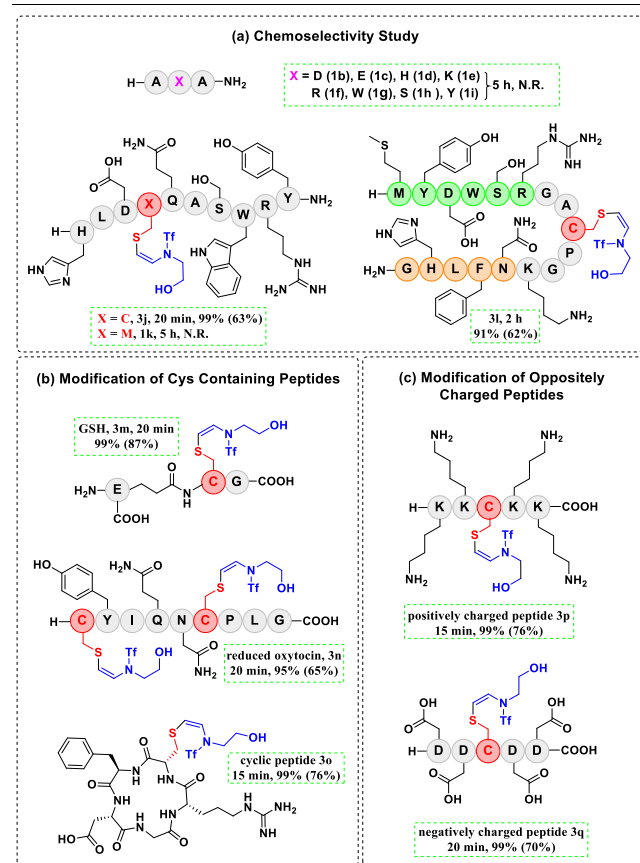 (a) Chemoselectivity Study
H A X A NH2
X = D (1b), E (1c), H (1d), K (1e)
R (1f), W (1g), S (1h ), Y (1i)
5 h, N.R.
H2N O HO HO
OH O
H H L D X Q A S W R Y NH2
HN N S N Tf HO N H HN NH NH2
X = C, 3j, 20 min, 99% (63%)
X = M, 1k, 5 h, N.R.
S OH OH HN NH2 NH
H M Y D W S R G A
C S N Tf HO
HN N O OH NH2 O
H2N G H L F N K G P
NH2
3l, 2 h
91% (62%)
(b) Modification of Cys Containing Peptides
GSH, 3m, 20 min
99% (87%)
S N Tf OH
H2N E COOH O N H C G COOH
HO H2N O S N Tf OH
H C Y I Q N C P L G COOH
S N Tf OH O NH2
reduced oxytocin, 3n
20 min, 95% (65%)
S N Tf OH
cyclic peptide 3o
15 min, 99% (76%)
O NH HN O
NH HN
O N H NH2 NH
HO O O HN O
(c) Modification of Oppositely
Charged Peptides
NH2 NH2
H K K C K K COOH
NH2 S N Tf HO NH2
positively charged peptide 3p
15 min, 99% (76%)
OH
HO O S N Tf O OH
H D D C D D COOH
O OH O OH
negatively charged peptide 3q
20 min, 99% (70%)